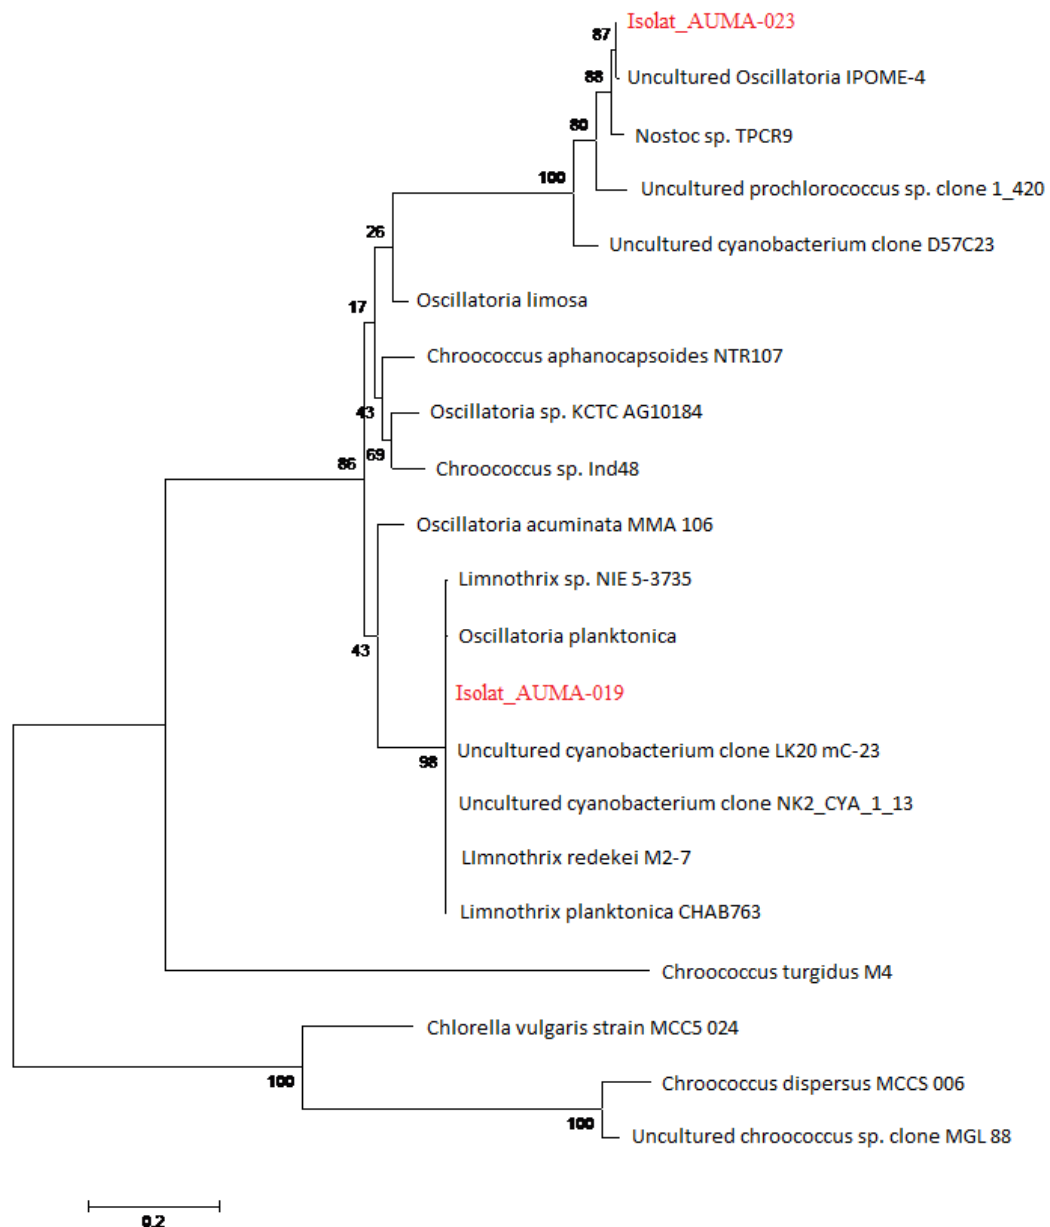 Isolat_AUMA-023
87
Uncultured Oscillatoria IPOME-4
88
Nostoc sp. TPCR9
80
Uncultured prochlorococcus sp. clone 1_420
100
Uncultured cyanobacterium clone D57C23
26
Oscillatoria limosa
17
Chroococcus aphanocapsoides NTR107
43
Oscillatoria sp. KCTC AG10184
69
Chroococcus sp. Ind48
86
Oscillatoria acuminata MMA 106
Limnothrix sp. NIE 5-3735
Oscillatoria planktonica
43
Isolat_AUMA-019
Uncultured cyanobacterium clone LK20 mC-23
98
Uncultured cyanobacterium clone NK2_CYA_1_13
LImnothrix redekei M2-7
Limnothrix planktonica CHAB763
Chroococcus turgidus M4
Chlorella vulgaris strain MCC5 024
100
Chroococcus dispersus MCCS 006
100
Uncultured chroococcus sp. clone MGL 88
0.2